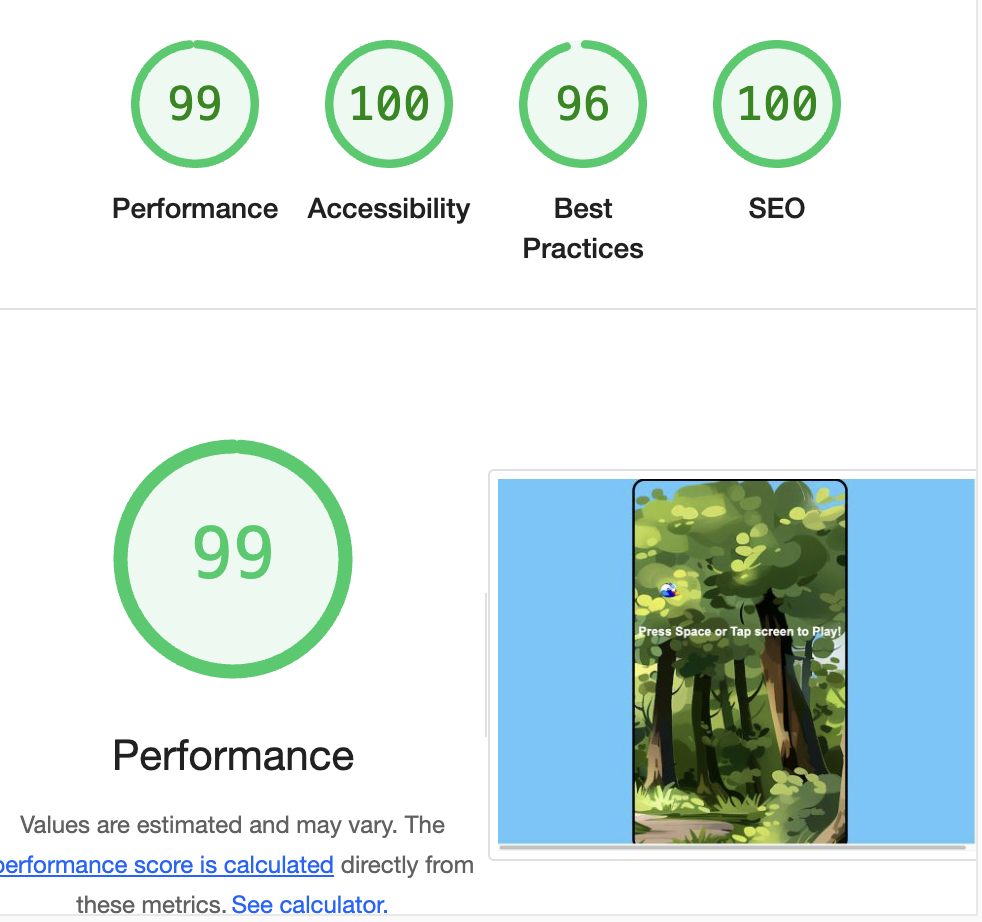 99
100
96
100
Performance
Accessibility
Best
Practices
SEO
99
Performance
Values are estimated and may vary. The
performance score is calculated directly from
these metrics. See calculator.
Press Space or Tap screen to Play!